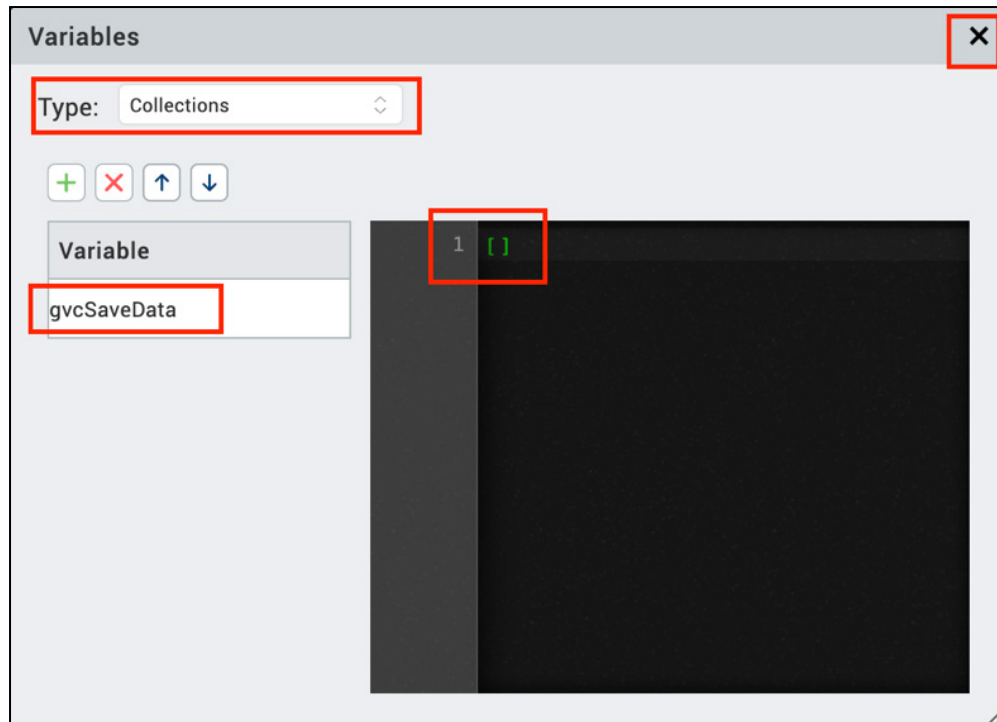 Variables
Type: Collections
Variable
gvcSaveData
1 []